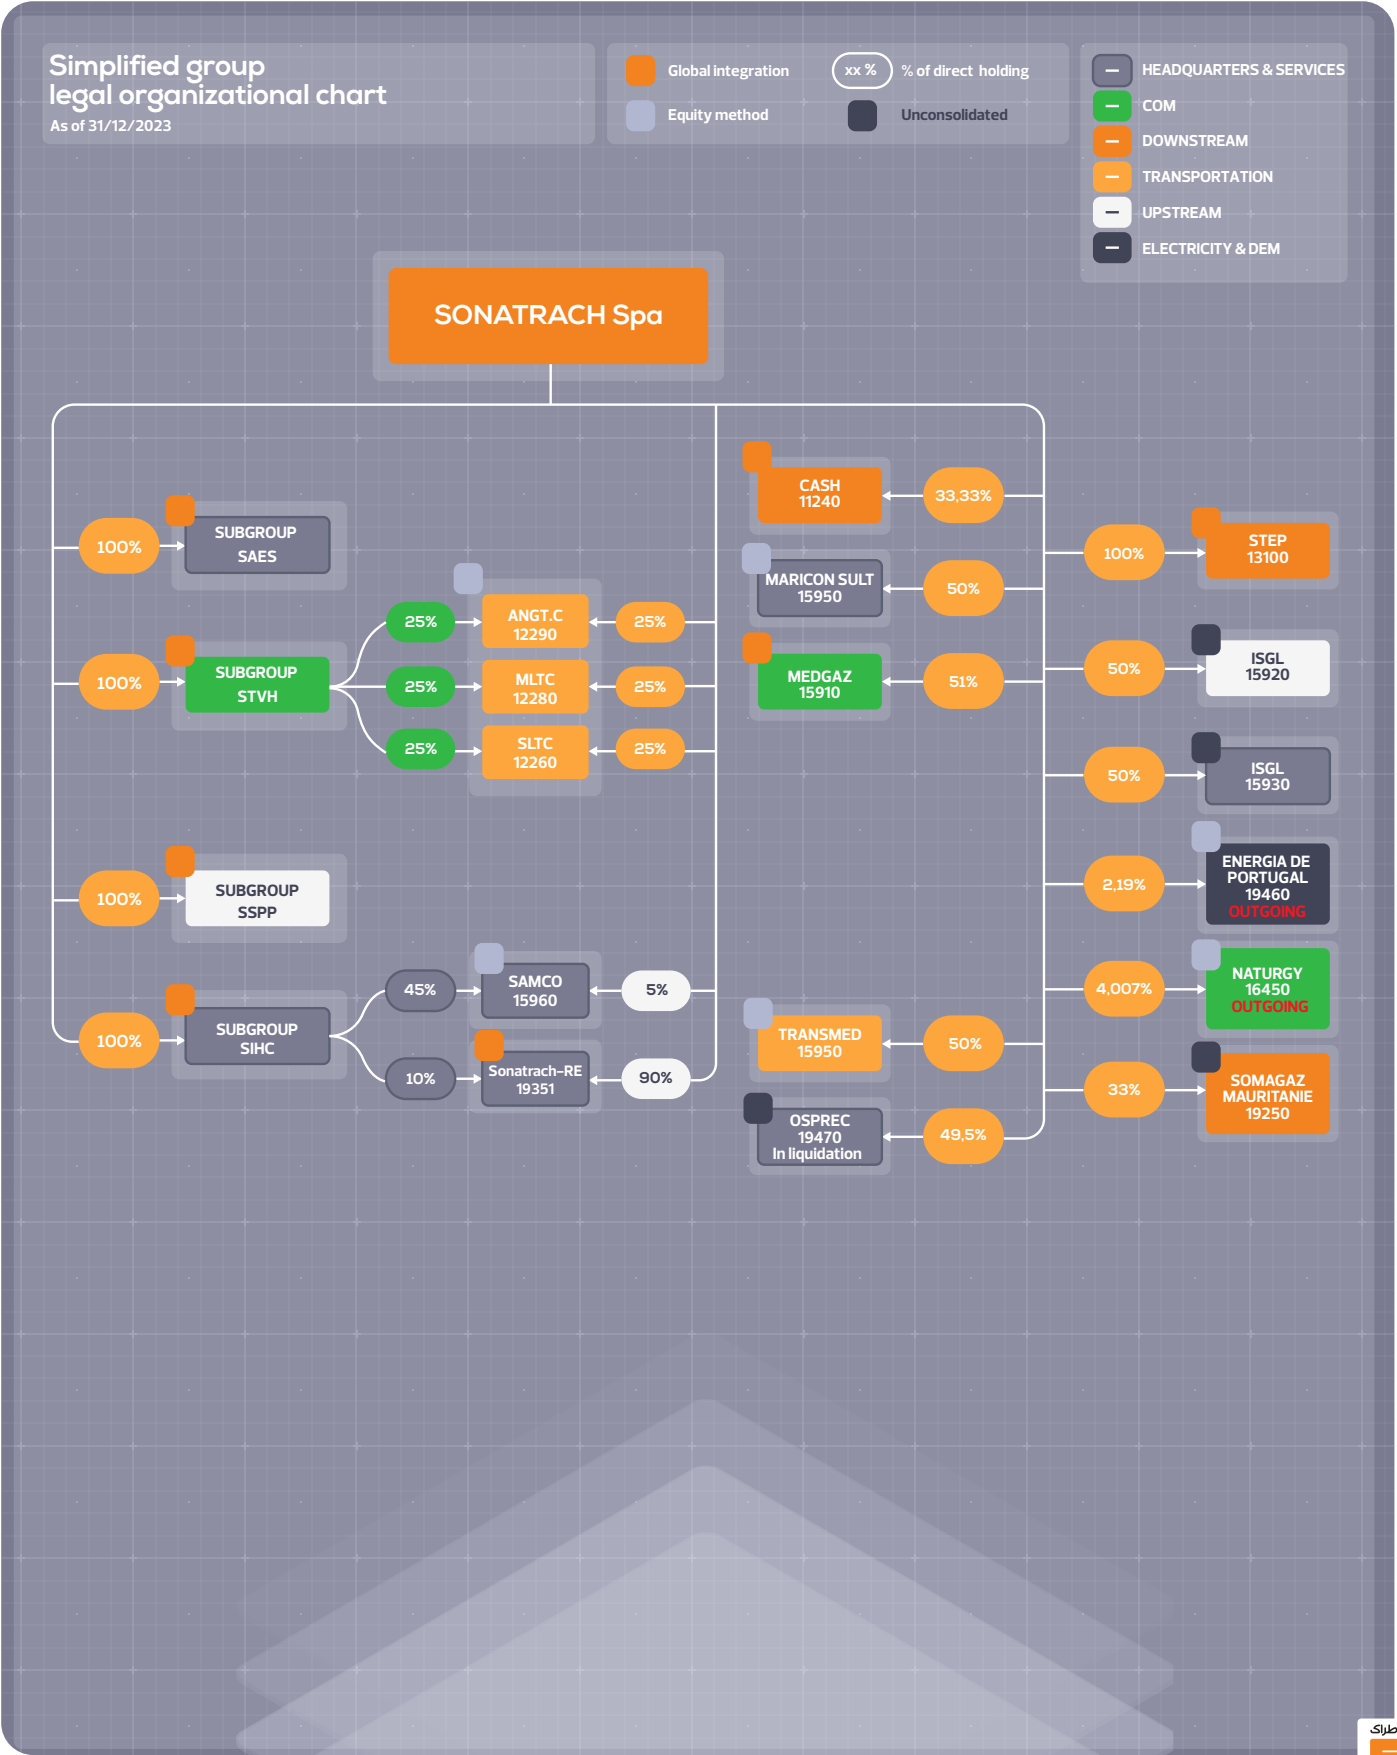 Simplified group
legal organizational chart
As of 31/12/2023
Global integration
xx %
% of direct holding
Equity method
Unconsolidated
HEADQUARTERS & SERVICES
COM
DOWNSTREAM
TRANSPORTATION
UPSTREAM
ELECTRICITY & DEM
SONATRACH Spa
100%
SUBGROUP
SAES
100%
SUBGROUP
STVH
25%
ANGT.C
12290
25%
25%
MLTC
12280
25%
25%
SLTC
12260
25%
100%
SUBGROUP
SSPP
100%
SUBGROUP
SIHC
45%
SAMCO
15960
5%
10%
Sonatrach-RE
19351
90%
CASH
11240
33,33%
MARICON SULT
15950
50%
MEDGAZ
15910
51%
TRANSMED
15950
50%
OSPREC
19470
In liquidation
49,5%
100%
STEP
13100
50%
ISGL
15920
50%
ISGL
15930
2,19%
ENERGIA DE
PORTUGAL
19460
OUTGOING
4,007%
NATURGY
16450
OUTGOING
33%
SOMAGAZ
MAURITANIE
19250